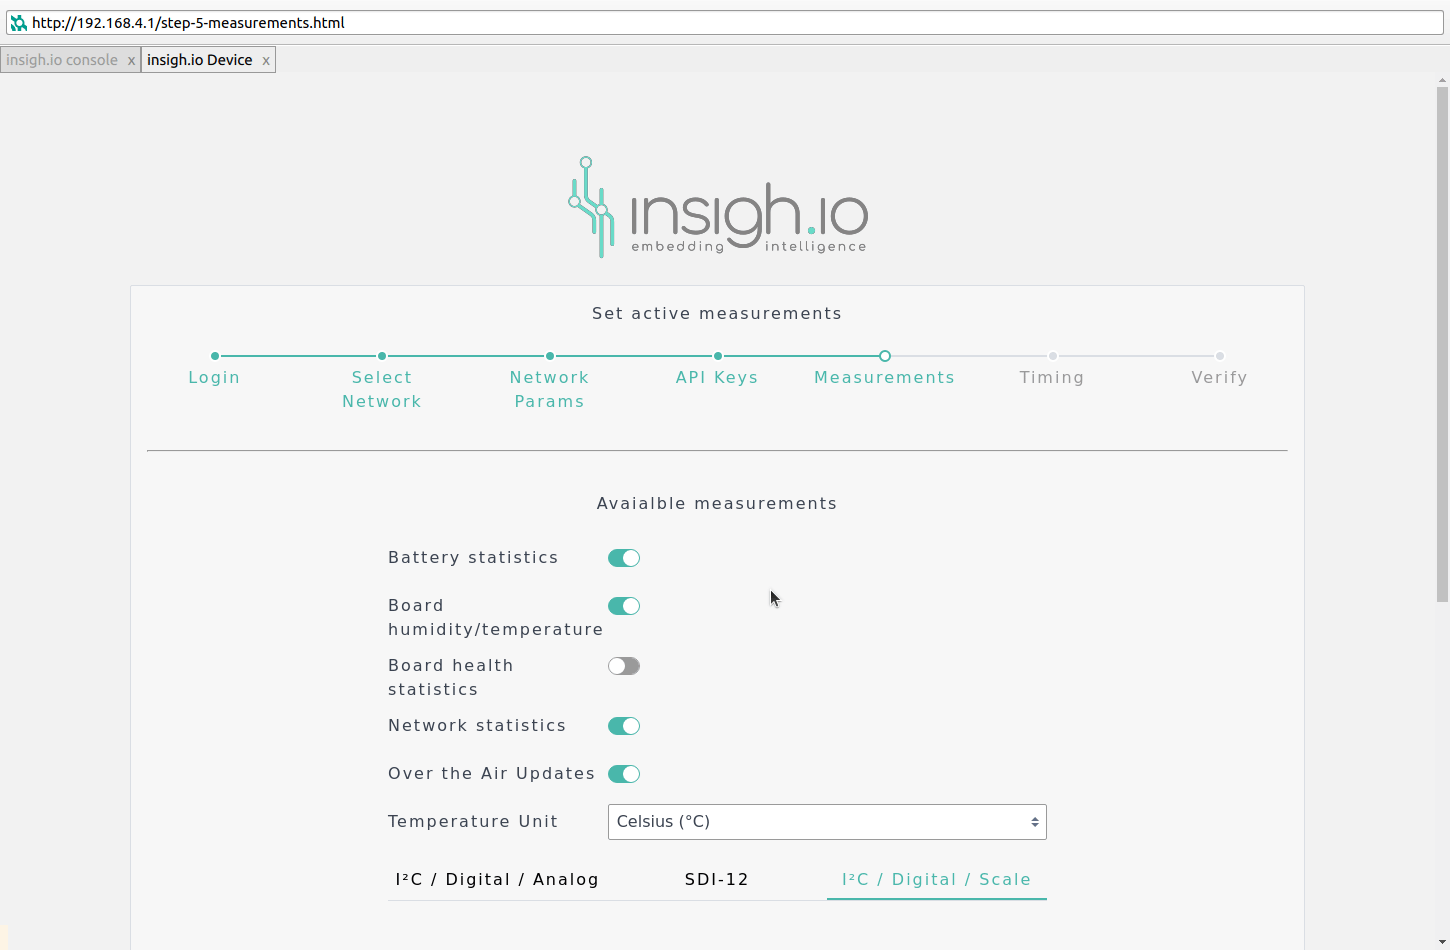 http://192.168.4.1/step-5-measurements.html
insigh.io console x insigh.io Device x
insigh.io
embedding intelligence
Set active measurements
Login Select Network Params API Keys Measurements Timing Verify
Avaialble measurements
Battery statistics
Board
humidity/temperature
Board health
statistics
Network statistics
Over the Air Updates
Temperature Unit Celsius (°C)
I²C / Digital / Analog SDI-12 I²C / Digital / Scale